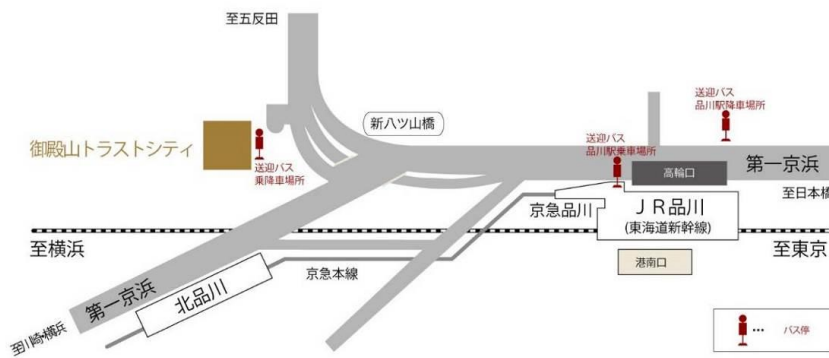 至五反田
御殿山トラストシティ
送迎バス
乗降車場所
新八ツ山橋
送迎バス
品川駅乗車場所
送迎バス
品川駅降車場所
高輪口
第一京浜
至日本橋
京急品川
JR品川
(東海道新幹線)
至横浜
至東京
港南口
京急本線
北品川
第一京浜
至川崎・横浜
… バス停